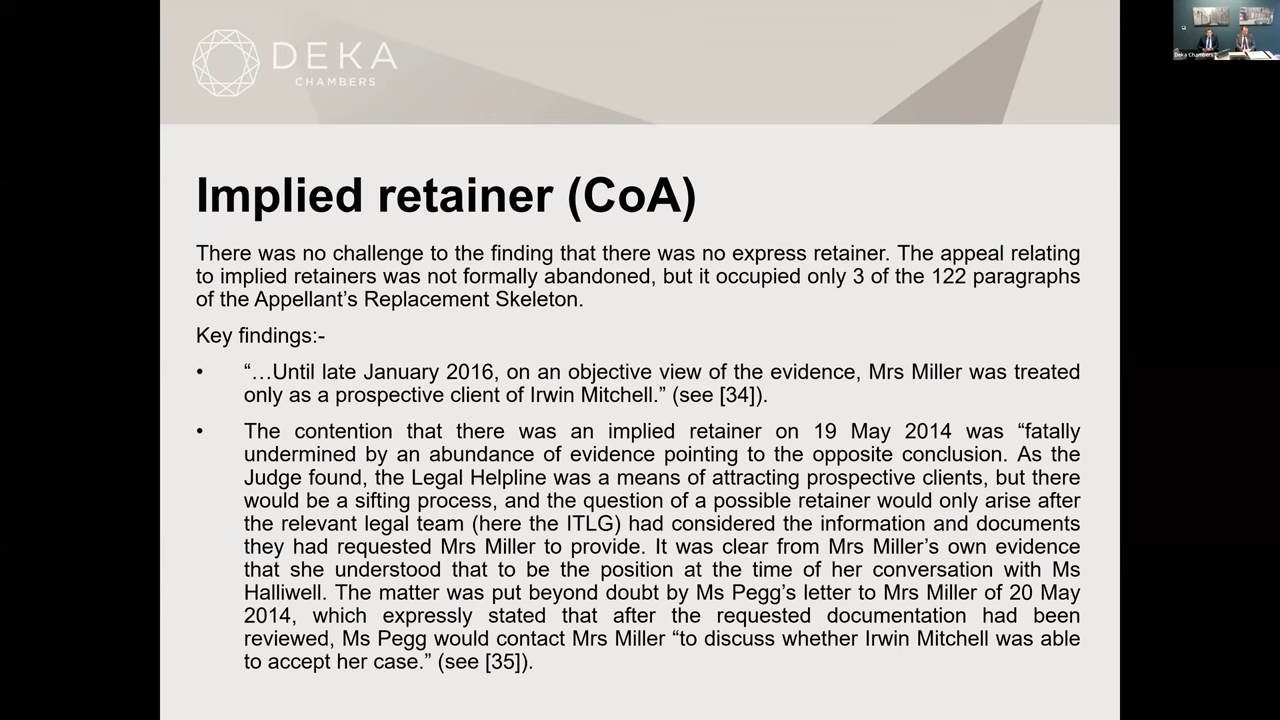 DEKA
CHAMBERS
Deka Chambers
Implied retainer (CoA)
There was no challenge to the finding that there was no express retainer. The appeal relating
to implied retainers was not formally abandoned, but it occupied only 3 of the 122 paragraphs
of the Appellant’s Replacement Skeleton.
Key findings:-
• “…Until late January 2016, on an objective view of the evidence, Mrs Miller was treated
only as a prospective client of Irwin Mitchell.” (see [34]).
• The contention that there was an implied retainer on 19 May 2014 was “fatally
undermined by an abundance of evidence pointing to the opposite conclusion. As the
Judge found, the Legal Helpline was a means of attracting prospective clients, but there
would be a sifting process, and the question of a possible retainer would only arise after
the relevant legal team (here the ITLG) had considered the information and documents
they had requested Mrs Miller to provide. It was clear from Mrs Miller’s own evidence
that she understood that to be the position at the time of her conversation with Ms
Halliwell. The matter was put beyond doubt by Ms Pegg’s letter to Mrs Miller of 20 May
2014, which expressly stated that after the requested documentation had been
reviewed, Ms Pegg would contact Mrs Miller “to discuss whether Irwin Mitchell was able
to accept her case.” (see [35]).